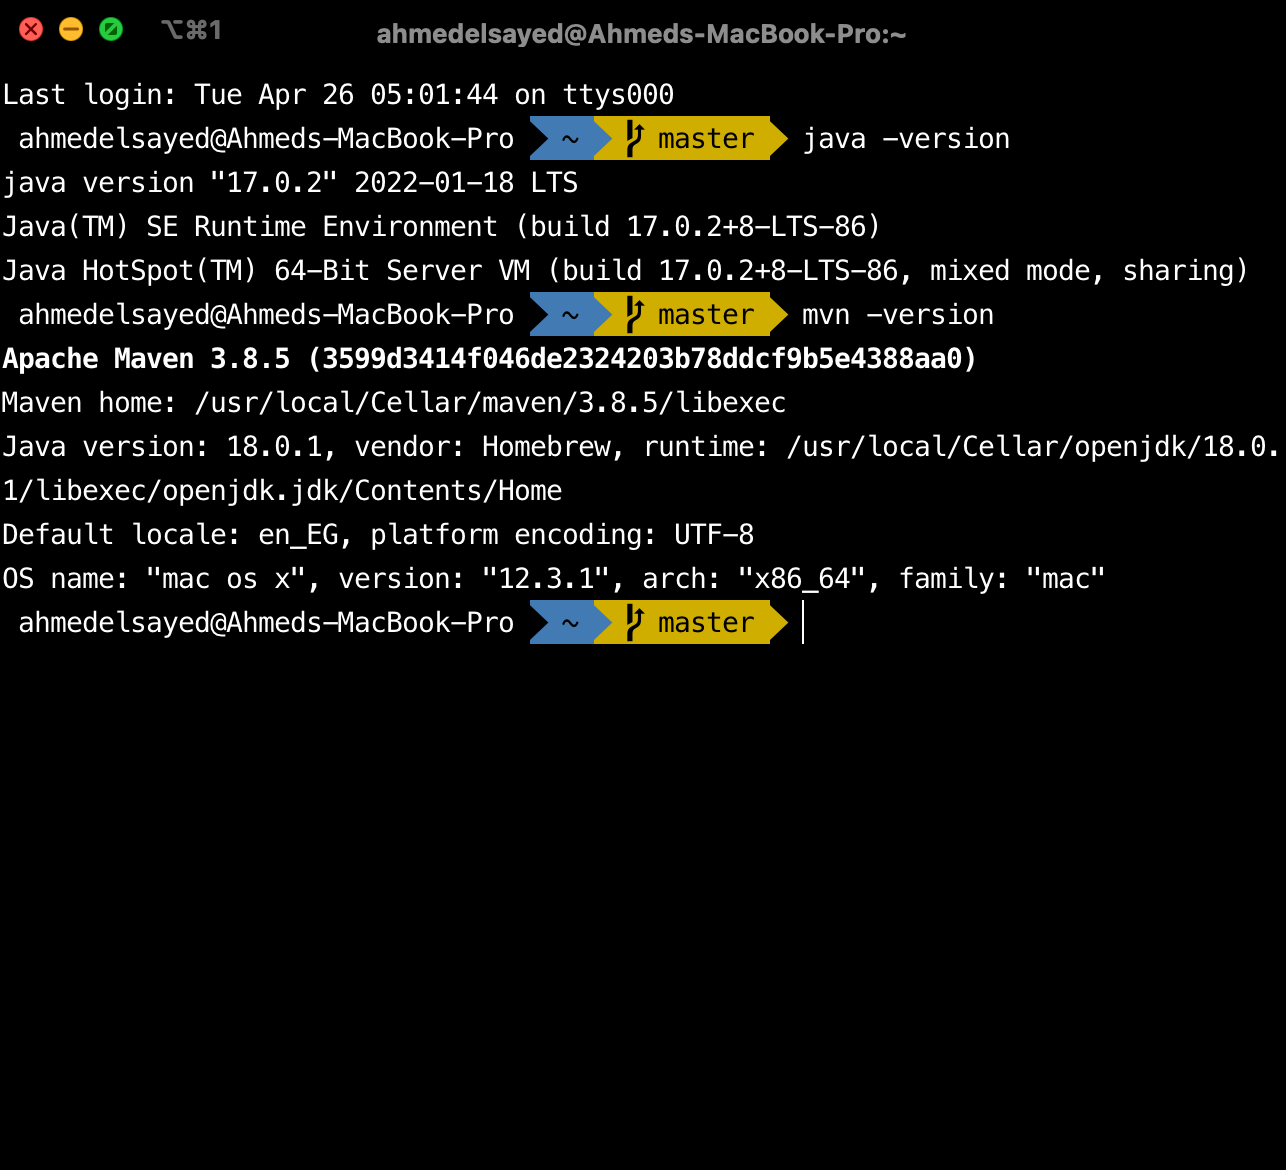 ⌥⌘1 ahmedelsayed@Ahmeds-MacBook-Pro:~
Last login: Tue Apr 26 05:01:44 on ttys000
ahmedelsayed@Ahmeds-MacBook-Pro ~ master java -version
java version "17.0.2" 2022-01-18 LTS
Java(TM) SE Runtime Environment (build 17.0.2+8-LTS-86)
Java HotSpot(TM) 64-Bit Server VM (build 17.0.2+8-LTS-86, mixed mode, sharing)
ahmedelsayed@Ahmeds-MacBook-Pro ~ master mvn -version
Apache Maven 3.8.5 (3599d3414f046de2324203b78ddcf9b5e4388aa0)
Maven home: /usr/local/Cellar/maven/3.8.5/libexec
Java version: 18.0.1, vendor: Homebrew, runtime: /usr/local/Cellar/openjdk/18.0.
1/libexec/openjdk.jdk/Contents/Home
Default locale: en_EG, platform encoding: UTF-8
OS name: "mac os x", version: "12.3.1", arch: "x86_64", family: "mac"
ahmedelsayed@Ahmeds-MacBook-Pro ~ master